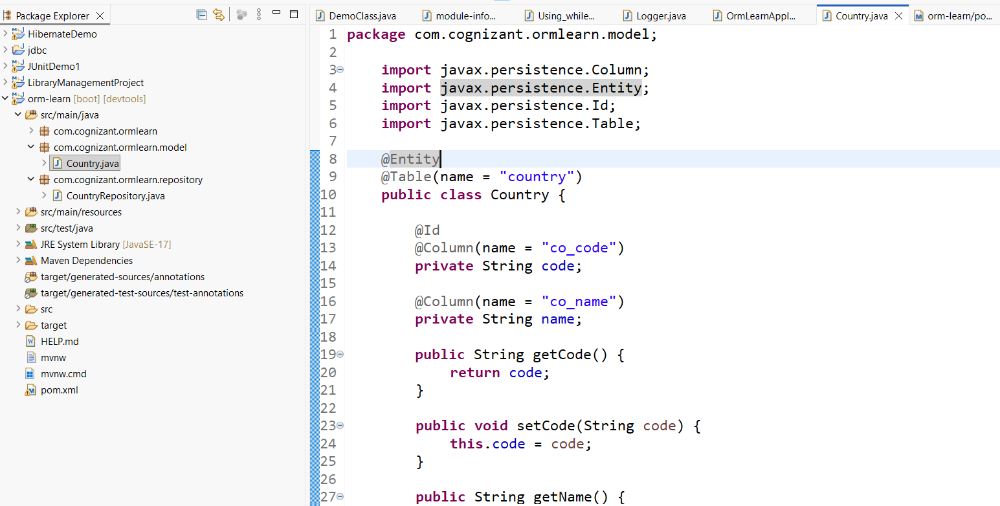 Package Explorer
HibernateDemo
jdbc
JUnitDemo1
LibraryManagementProject
orm-learn [boot] [devtools]
src/main/java
com.cognizant.ormlearn
com.cognizant.ormlearn.model
Country.java
com.cognizant.ormlearn.repository
CountryRepository.java
src/main/resources
src/test/java
JRE System Library [JavaSE-17]
Maven Dependencies
target/generated-sources/annotations
target/generated-test-sources/test-annotations
src
target
HELP.md
mvnw
mvnw.cmd
pom.xml
DemoClass.java module-info... Using_while... Logger.java OrmLearnAppl... Country.java orm-learn/po...
1 package com.cognizant.ormlearn.model;
2
3 import javax.persistence.Column;
4 import javax.persistence.Entity;
5 import javax.persistence.Id;
6 import javax.persistence.Table;
7
8 @Entity
9 @Table(name = "country")
10 public class Country {
11
12 @Id
13 @Column(name = "co_code")
14 private String code;
15
16 @Column(name = "co_name")
17 private String name;
18
19 public String getCode() {
20 return code;
21 }
22
23 public void setCode(String code) {
24 this.code = code;
25 }
26
27 public String getName() {